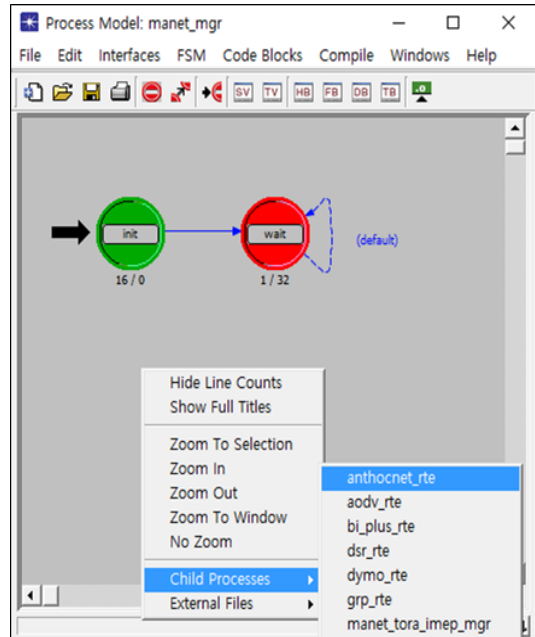 Process Model: manet_mgr
File Edit Interfaces FSM Code Blocks Compile Windows Help
SV TV HB FB DB TB
init
wait
(default)
16 / 0
1 / 32
Hide Line Counts
Show Full Titles
Zoom To Selection
Zoom In
Zoom Out
Zoom To Window
No Zoom
Child Processes
External Files
anthocnet_rte
aodv_rte
bi_plus_rte
dsr_rte
dymo_rte
grp_rte
manet_tora_imep_mgr